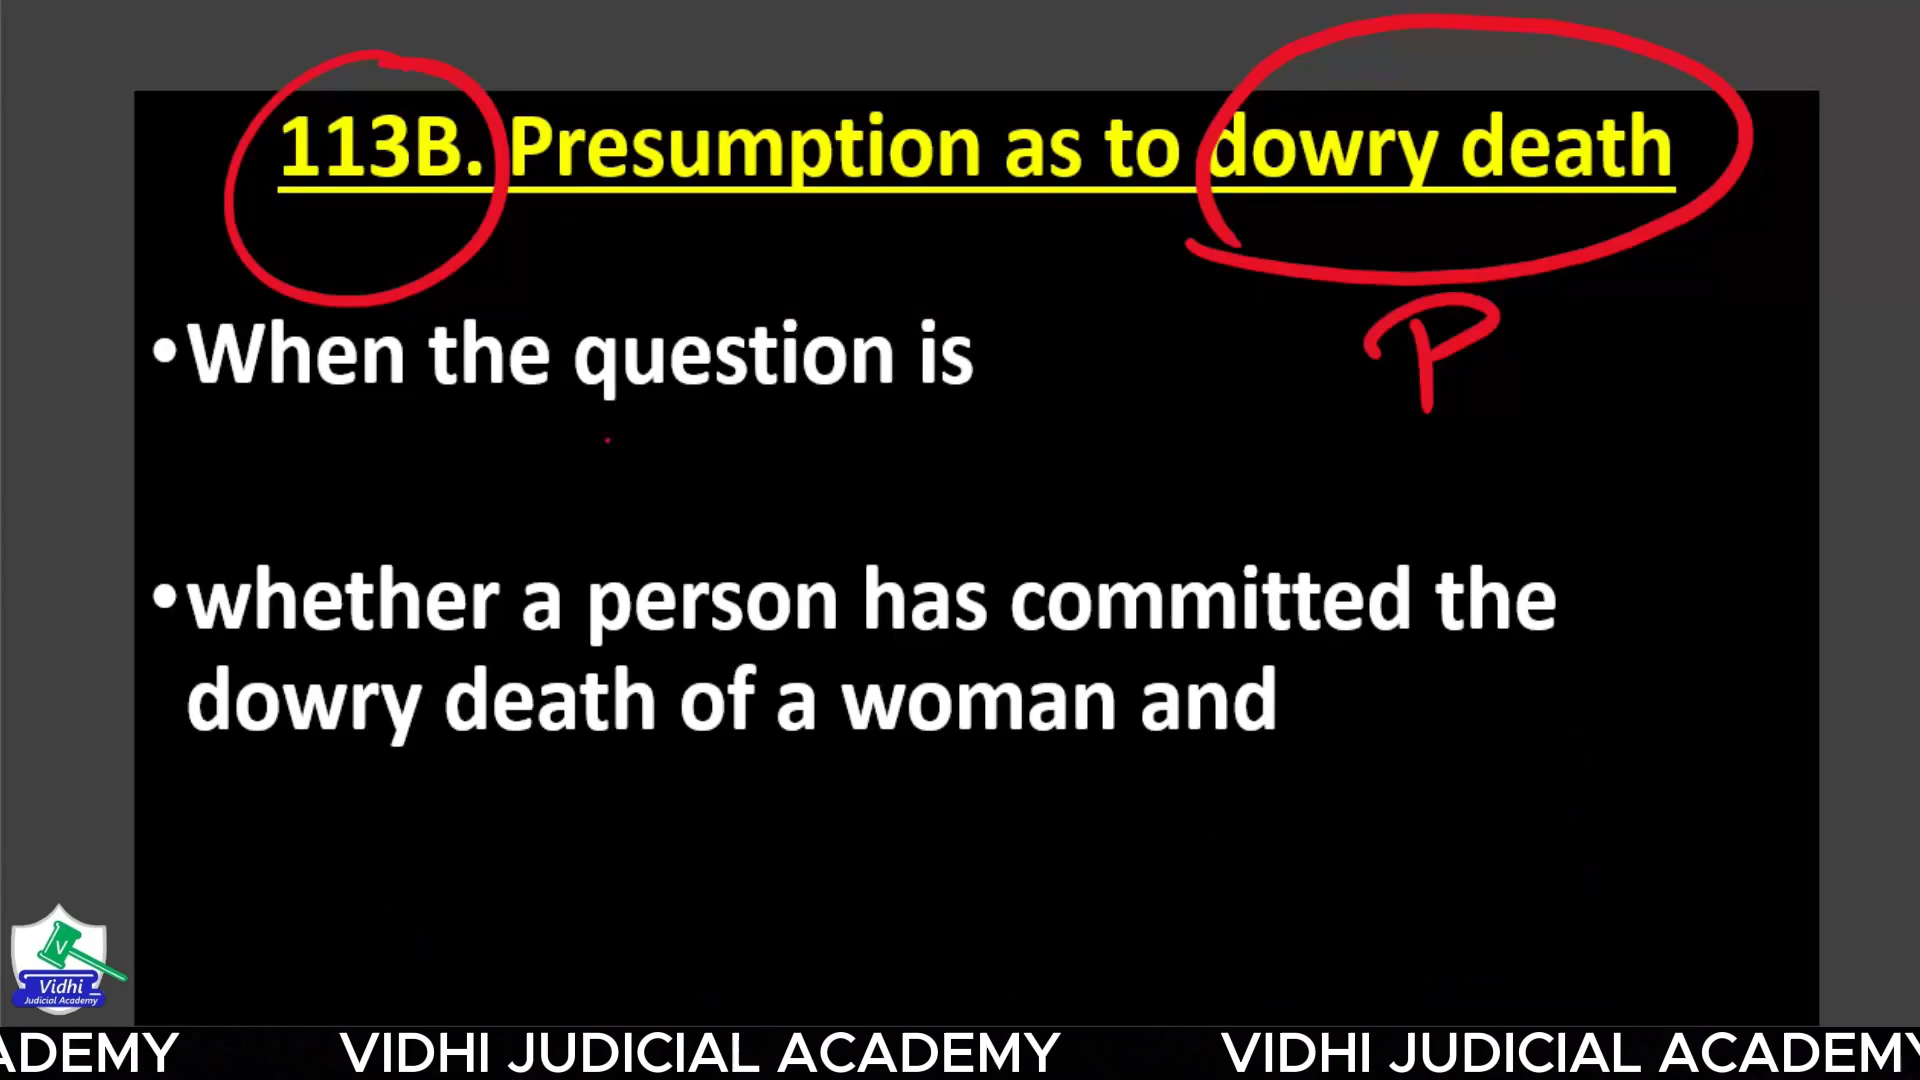 113B. Presumption as to dowry death
P
•When the question is
•whether a person has committed the
dowry death of a woman and
V
Vidhi
Judicial Academy
ADEMY VIDHI JUDICIAL ACADEMY VIDHI JUDICIAL ACADEMY